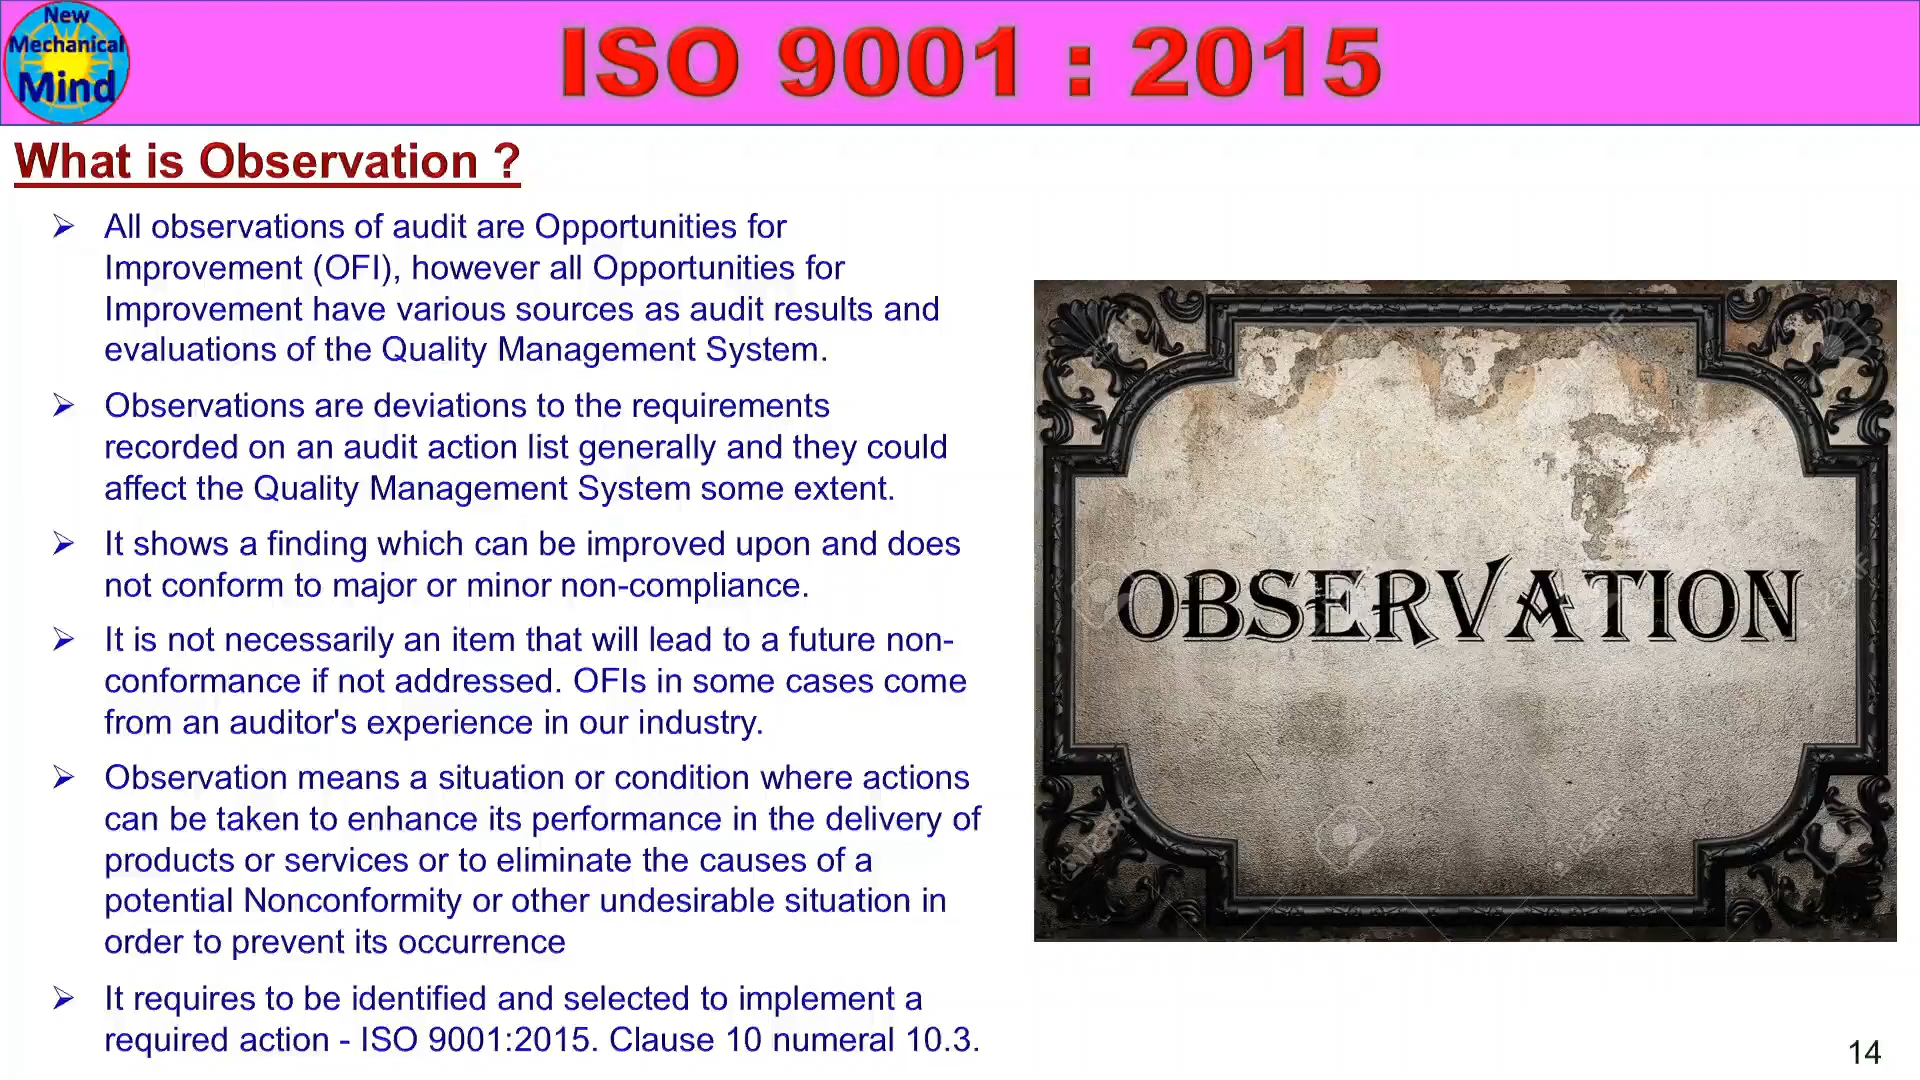 New
Mechanical
Mind
ISO 9001 : 2015
What is Observation ?
➢ All observations of audit are Opportunities for
Improvement (OFI), however all Opportunities for
Improvement have various sources as audit results and
evaluations of the Quality Management System.
➢ Observations are deviations to the requirements
recorded on an audit action list generally and they could
affect the Quality Management System some extent.
➢ It shows a finding which can be improved upon and does
not conform to major or minor non-compliance.
➢ It is not necessarily an item that will lead to a future non-
conformance if not addressed. OFIs in some cases come
from an auditor's experience in our industry.
➢ Observation means a situation or condition where actions
can be taken to enhance its performance in the delivery of
products or services or to eliminate the causes of a
potential Nonconformity or other undesirable situation in
order to prevent its occurrence
➢ It requires to be identified and selected to implement a
required action - ISO 9001:2015. Clause 10 numeral 10.3.
OBSERVATION
123RF
123RF
14